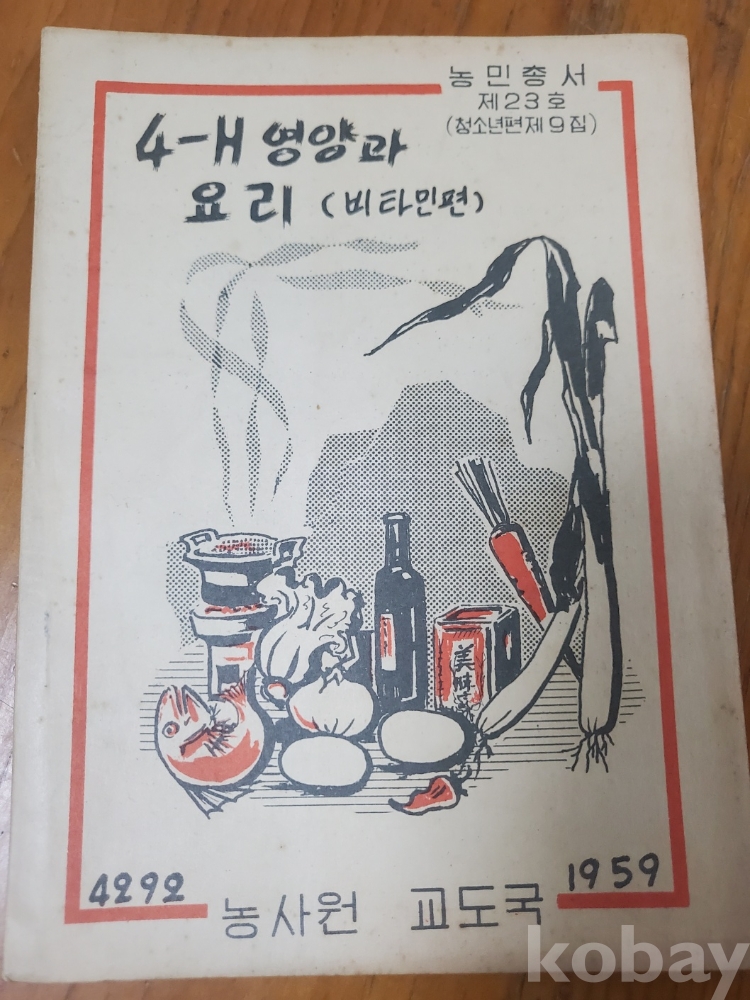 농민총서
제23호
(청소년편제9집)
4-H 영양과
요리 (비타민편)
美味
4292
1959
농사원 교도국
kobay